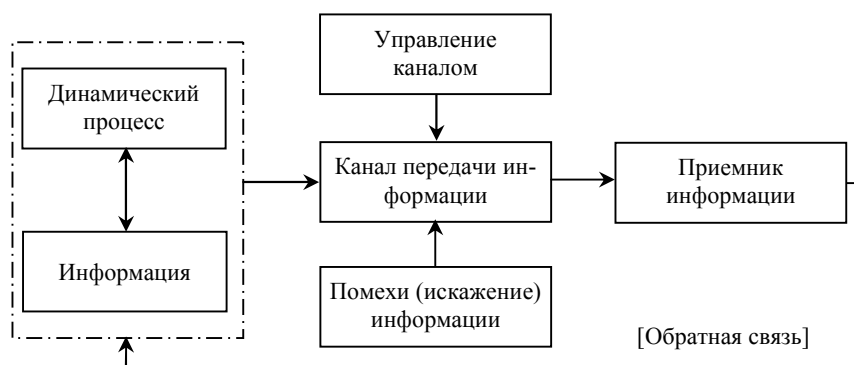 Динамический
процесс
Информация
Управление
каналом
Канал передачи ин-
формации
Помехи (искажение)
информации
Приемник
информации
[Обратная связь]